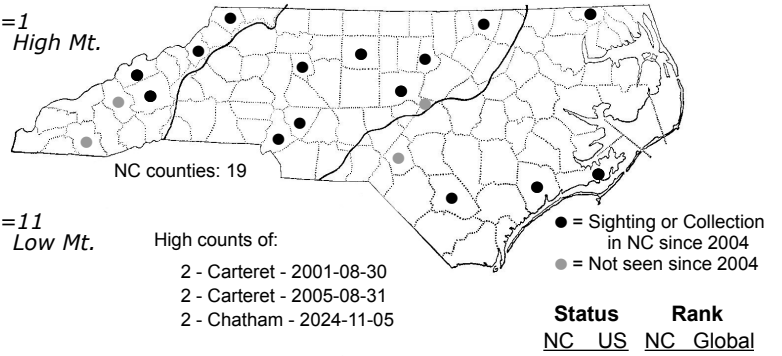 =1
High Mt.
NC counties: 19
=11
Low Mt.
High counts of:
2 - Carteret - 2001-08-30
2 - Carteret - 2005-08-31
2 - Chatham - 2024-11-05
= Sighting or Collection
in NC since 2004
= Not seen since 2004
Status Rank
NC US NC Global